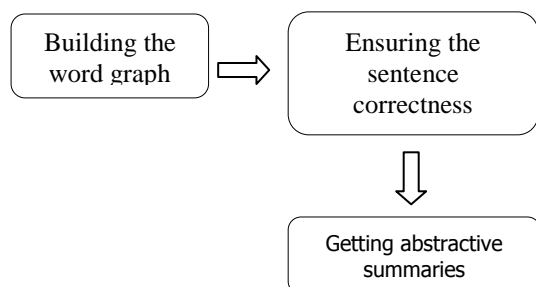 Building the
word graph
Ensuring the
sentence
correctness
Getting abstractive
summaries